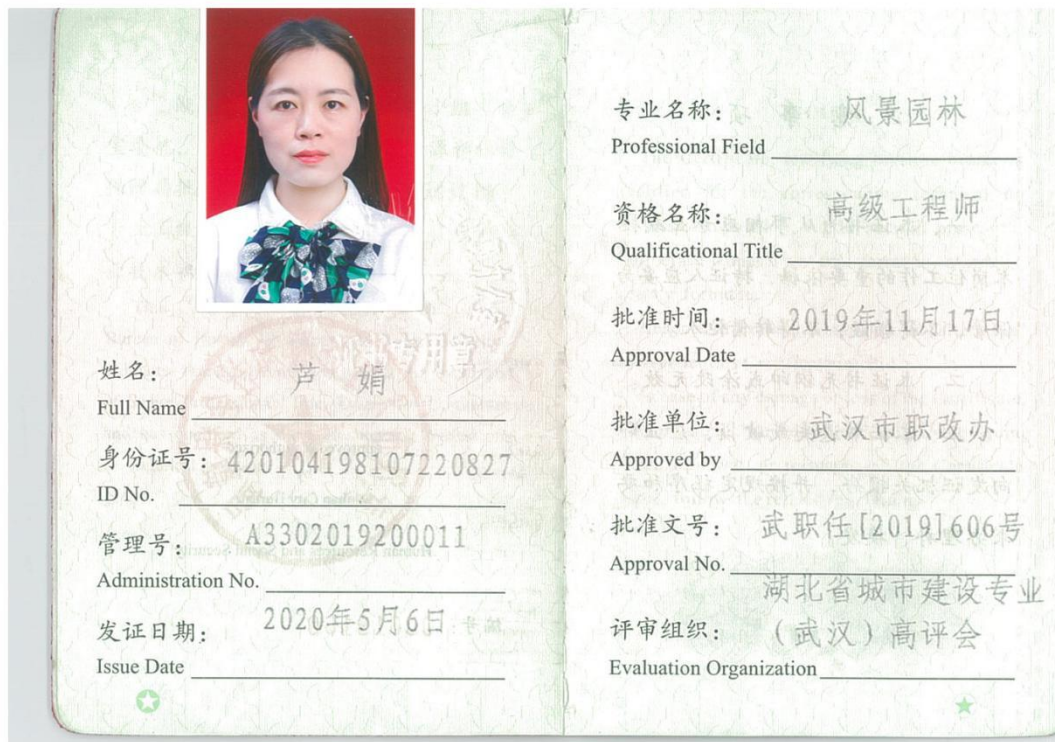 姓名: 芦 娟
Full Name
身份证号: 420104198107220827
ID No.
管理号: A3302019200011
Administration No.
发证日期: 2020年5月6日
Issue Date
证书专用章
专业名称: 风景园林
Professional Field
资格名称: 高级工程师
Qualificational Title
批准时间: 2019年11月17日
Approval Date
批准单位: 武汉市职改办
Approved by
批准文号: 武职任[2019]606号
Approval No.
湖北省城市建设专业
评审组织: (武汉)高评会
Evaluation Organization